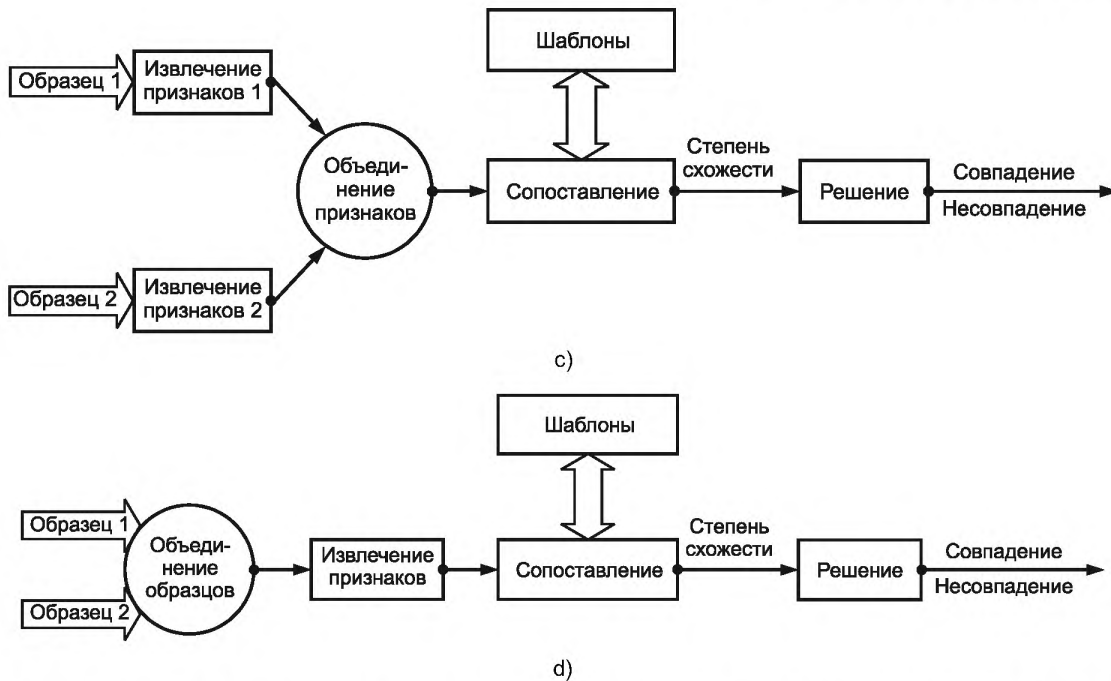 Шаблоны
Образец 1
Извлечение
признаков 1
Объеди-
нение
признаков
Сопоставление
Степень
схожести
Решение
Совпадение
Несовпадение
Образец 2
Извлечение
признаков 2
c)
Шаблоны
Образец 1
Образец 2
Объеди-
нение
образцов
Извлечение
признаков
Сопоставление
Степень
схожести
Решение
Совпадение
Несовпадение
d)